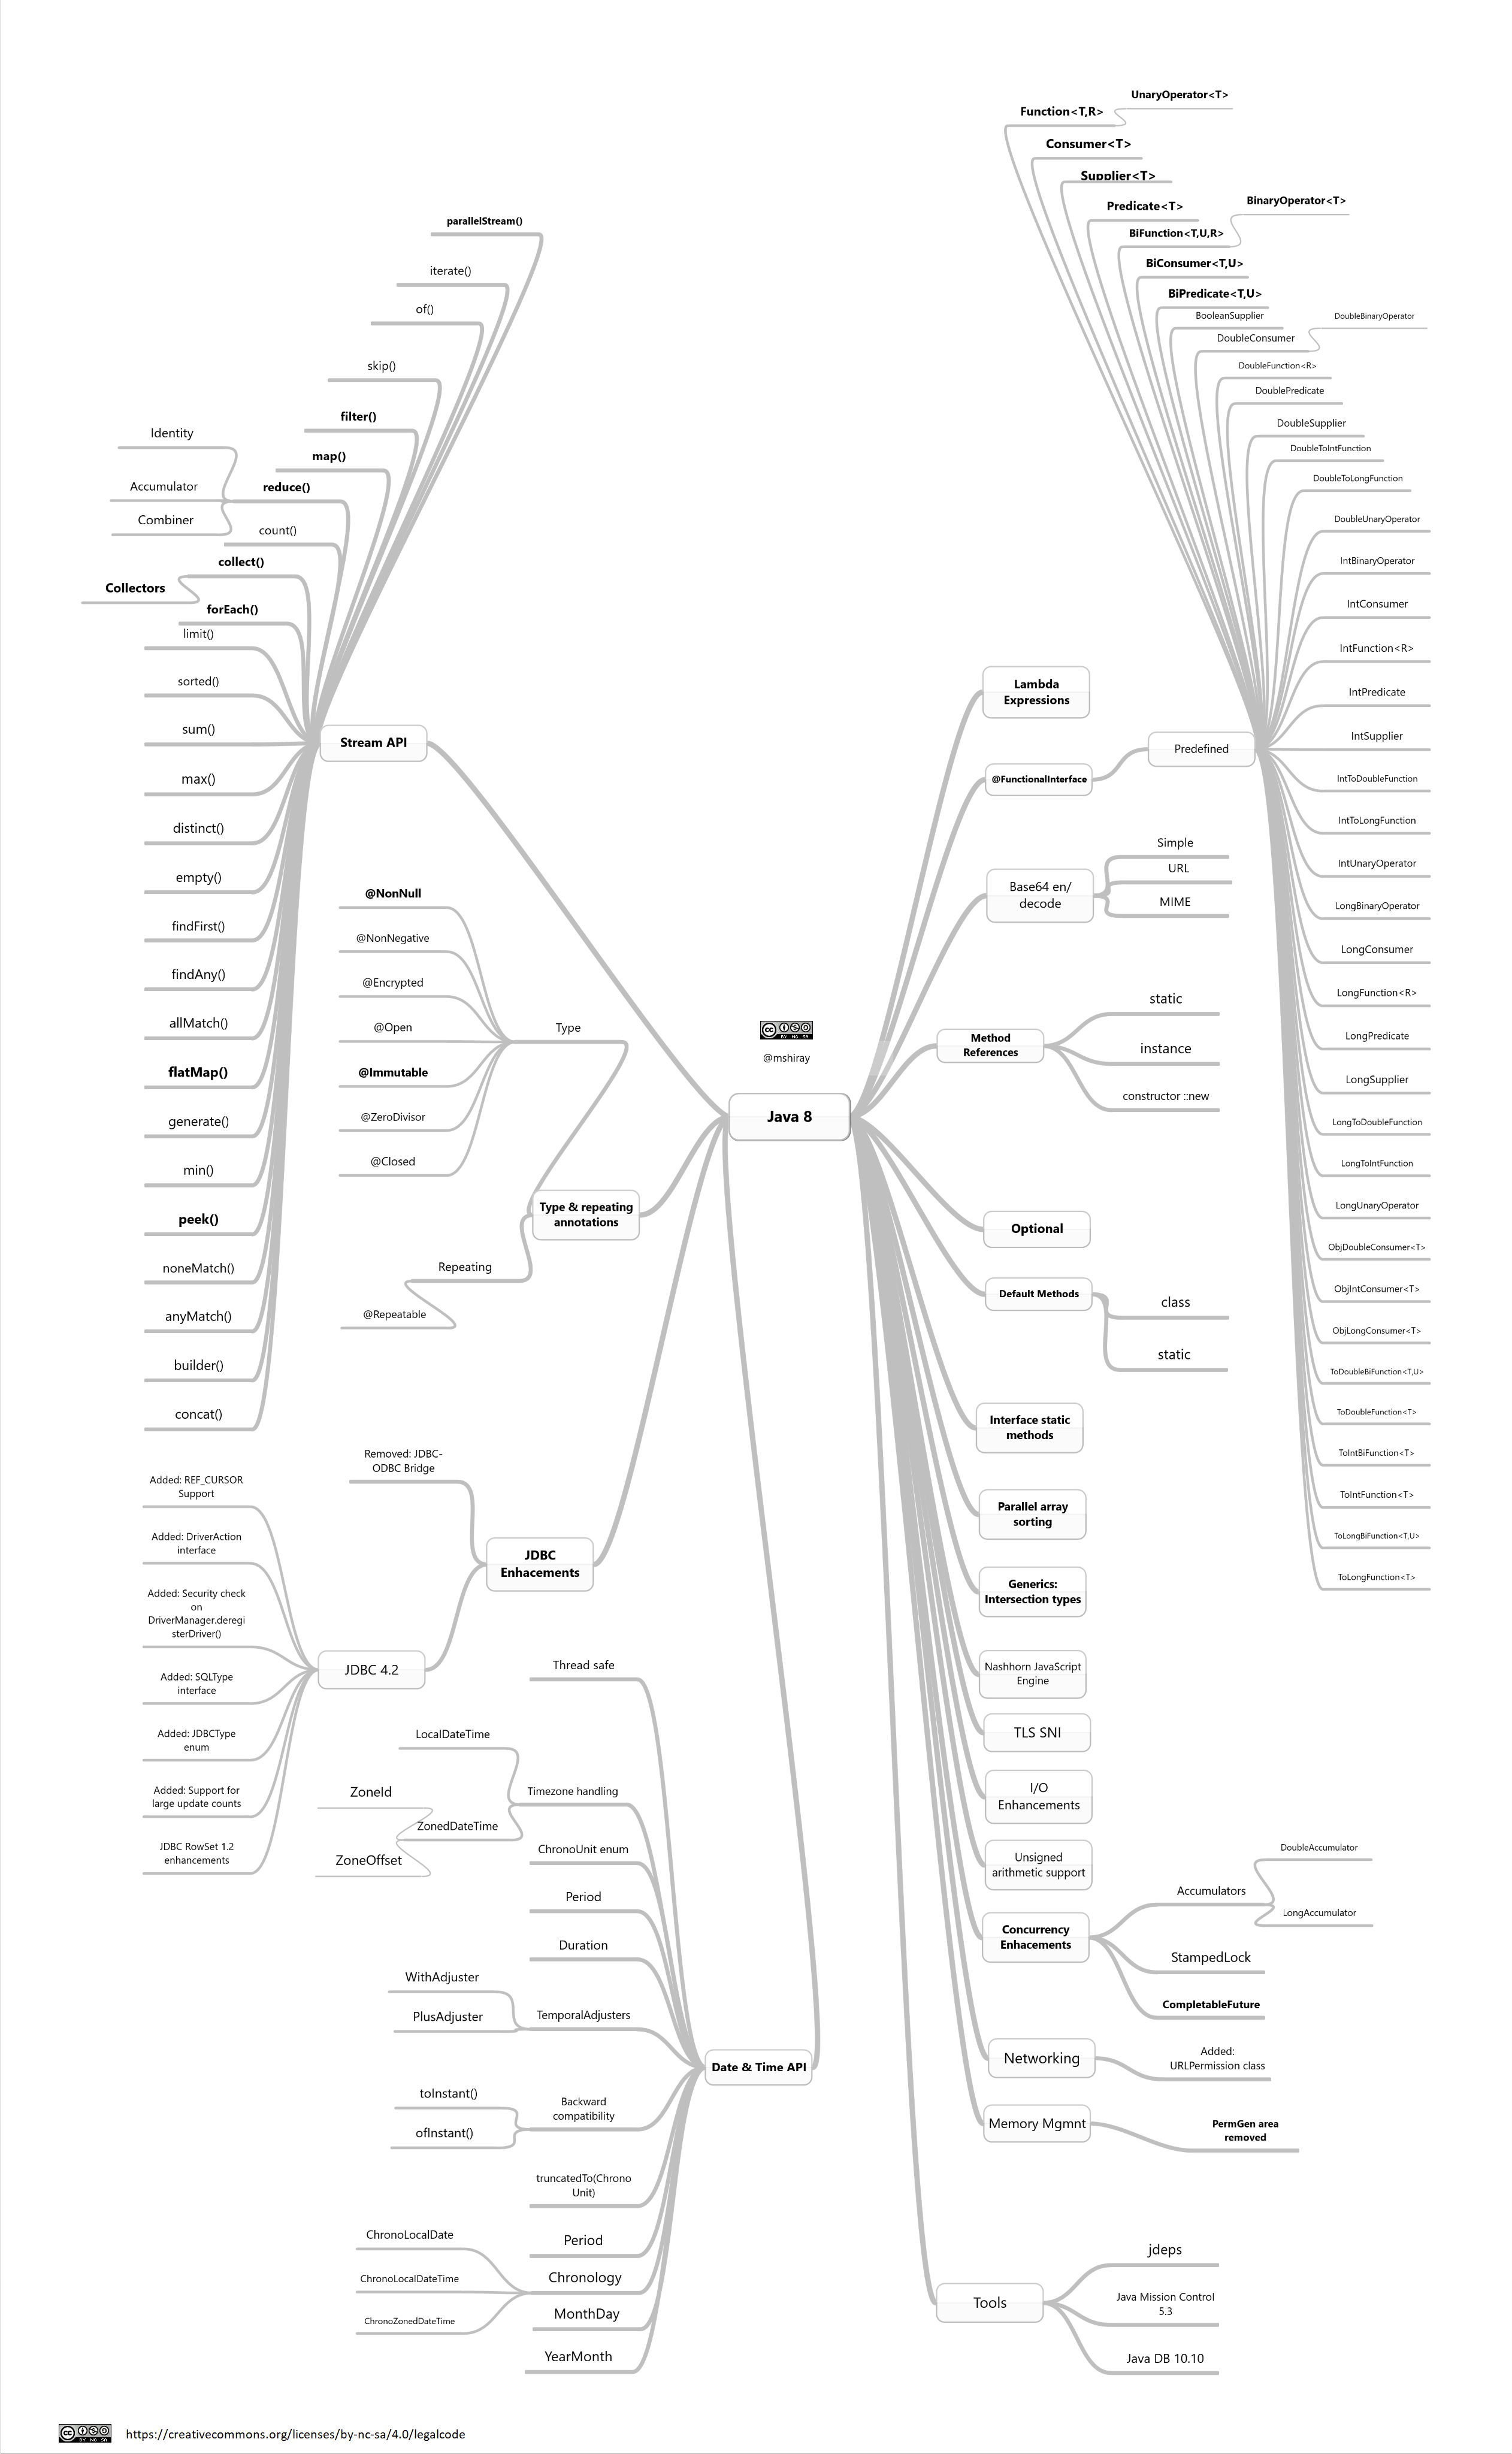 Java 8
@mshiray
Stream API
parallelStream()
iterate()
of()
skip()
filter()
map()
reduce()
Identity
Accumulator
Combiner
count()
collect()
Collectors
forEach()
limit()
sorted()
sum()
max()
distinct()
empty()
findFirst()
findAny()
allMatch()
flatMap()
generate()
min()
peek()
noneMatch()
anyMatch()
builder()
concat()
Type & repeating
annotations
Type
@NonNull
@NonNegative
@Encrypted
@Open
@Immutable
@ZeroDivisor
@Closed
Repeating
@Repeatable
JDBC
Enhacements
Removed: JDBC-
ODBC Bridge
JDBC 4.2
Added: REF_CURSOR
Support
Added: DriverAction
interface
Added: Security check
on
DriverManager.deregi
sterDriver()
Added: SQLType
interface
Added: JDBCType
enum
Added: Support for
large update counts
JDBC RowSet 1.2
enhancements
Date & Time API
Thread safe
Timezone handling
LocalDateTime
ZonedDateTime
ZoneId
ZoneOffset
ChronoUnit enum
Period
Duration
TemporalAdjusters
WithAdjuster
PlusAdjuster
Backward
compatibility
toInstant()
ofInstant()
truncatedTo(Chrono
Unit)
Period
Chronology
ChronoLocalDate
ChronoLocalDateTime
ChronoZonedDateTime
MonthDay
YearMonth
Lambda
Expressions
@FunctionalInterface
Predefined
Function<T,R>
UnaryOperator<T>
Consumer<T>
Supplier<T>
Predicate<T>
BiFunction<T,U,R>
BinaryOperator<T>
BiConsumer<T,U>
BiPredicate<T,U>
BooleanSupplier
DoubleConsumer
DoubleBinaryOperator
DoubleFunction<R>
DoublePredicate
DoubleSupplier
DoubleToIntFunction
DoubleToLongFunction
DoubleUnaryOperator
IntBinaryOperator
IntConsumer
IntFunction<R>
IntPredicate
IntSupplier
IntToDoubleFunction
IntToLongFunction
IntUnaryOperator
LongBinaryOperator
LongConsumer
LongFunction<R>
LongPredicate
LongSupplier
LongToDoubleFunction
LongToIntFunction
LongUnaryOperator
ObjDoubleConsumer<T>
ObjIntConsumer<T>
ObjLongConsumer<T>
ToDoubleBiFunction<T,U>
ToDoubleFunction<T>
ToIntBiFunction<T>
ToIntFunction<T>
ToLongBiFunction<T,U>
ToLongFunction<T>
Base64 en/
decode
Simple
URL
MIME
Method
References
static
instance
constructor ::new
Optional
Default Methods
class
static
Interface static
methods
Parallel array
sorting
Generics:
Intersection types
Nashhorn JavaScript
Engine
TLS SNI
I/O
Enhancements
Unsigned
arithmetic support
Concurrency
Enhacements
Accumulators
DoubleAccumulator
LongAccumulator
StampedLock
CompletableFuture
Networking
Added:
URLPermission class
Memory Mgmnt
PermGen area
removed
Tools
jdeps
Java Mission Control
5.3
Java DB 10.10
cc BY NC SA
https://creativecommons.org/licenses/by-nc-sa/4.0/legalcode